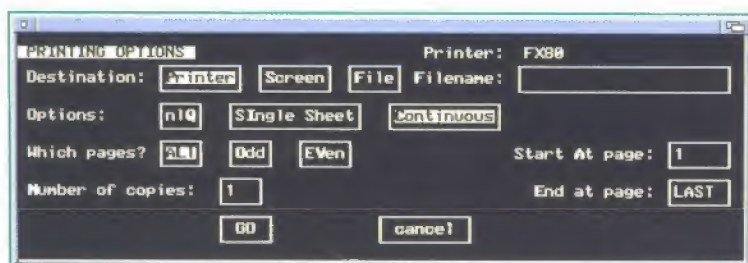 PRINTING OPTIONS Printer: FX80
Destination: Printer Screen File Filename:
Options: nlQ SIngle Sheet Continuous
Which pages? ALl Odd EVen Start At page: 1
Number of copies: 1 End at page: LAST
GO cancel